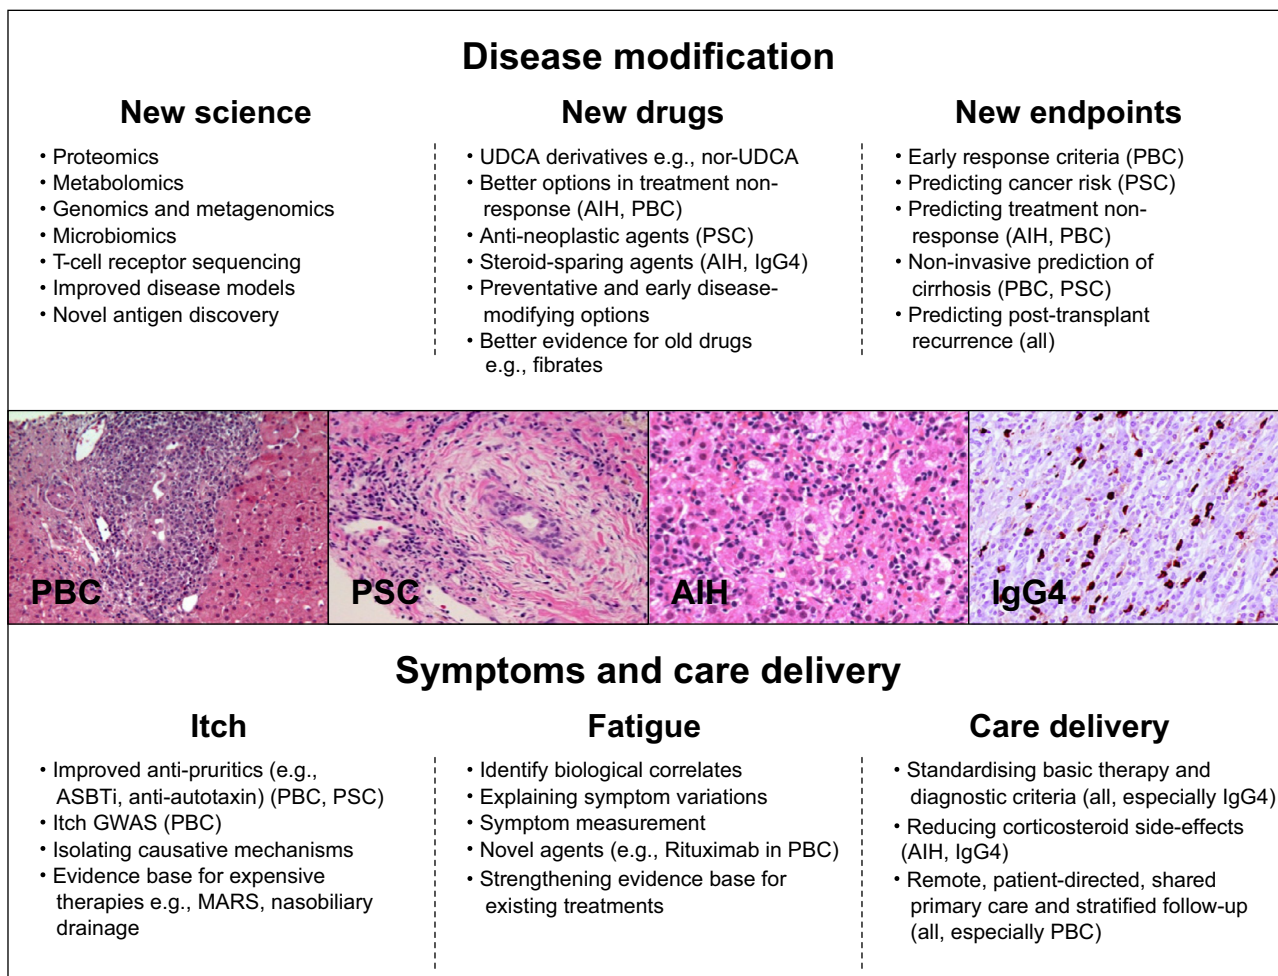 Disease modification
New science
• Proteomics
• Metabolomics
• Genomics and metagenomics
• Microbiomics
• T-cell receptor sequencing
• Improved disease models
• Novel antigen discovery
New drugs
• UDCA derivatives e.g., nor-UDCA
• Better options in treatment non-
response (AIH, PBC)
• Anti-neoplastic agents (PSC)
• Steroid-sparing agents (AIH, IgG4)
• Preventative and early disease-
modifying options
• Better evidence for old drugs
e.g., fibrates
New endpoints
• Early response criteria (PBC)
• Predicting cancer risk (PSC)
• Predicting treatment non-
response (AIH, PBC)
• Non-invasive prediction of
cirrhosis (PBC, PSC)
• Predicting post-transplant
recurrence (all)
PBC
PSC
AIH
IgG4
Symptoms and care delivery
Itch
• Improved anti-pruritics (e.g.,
ASBTi, anti-autotaxin) (PBC, PSC)
• Itch GWAS (PBC)
• Isolating causative mechanisms
• Evidence base for expensive
therapies e.g., MARS, nasobiliary
drainage
Fatigue
• Identify biological correlates
• Explaining symptom variations
• Symptom measurement
• Novel agents (e.g., Rituximab in PBC)
• Strengthening evidence base for
existing treatments
Care delivery
• Standardising basic therapy and
diagnostic criteria (all, especially IgG4)
• Reducing corticosteroid side-effects
(AIH, IgG4)
• Remote, patient-directed, shared
primary care and stratified follow-up
(all, especially PBC)